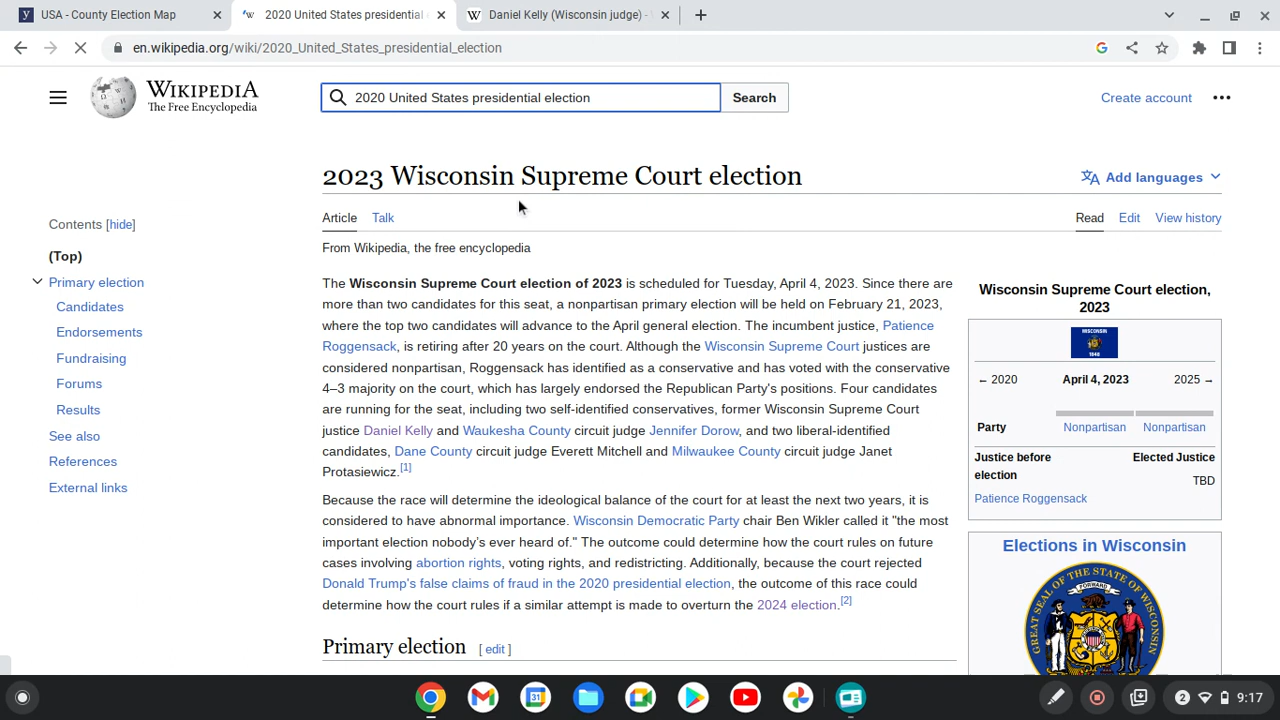 USA - County Election Map
2020 United States presidential
Daniel Kelly (Wisconsin judge) -
en.wikipedia.org/wiki/2020_United_States_presidential_election
WIKIPEDIA
The Free Encyclopedia
2020 United States presidential election
Search
Create account
2023 Wisconsin Supreme Court election
Add languages
Contents [hide]
(Top)
Primary election
Candidates
Endorsements
Fundraising
Forums
Results
See also
References
External links
Article Talk
Read Edit View history
From Wikipedia, the free encyclopedia
The Wisconsin Supreme Court election of 2023 is scheduled for Tuesday, April 4, 2023. Since there are
more than two candidates for this seat, a nonpartisan primary election will be held on February 21, 2023,
where the top two candidates will advance to the April general election. The incumbent justice, Patience
Roggensack, is retiring after 20 years on the court. Although the Wisconsin Supreme Court justices are
considered nonpartisan, Roggensack has identified as a conservative and has voted with the conservative
4–3 majority on the court, which has largely endorsed the Republican Party's positions. Four candidates
are running for the seat, including two self-identified conservatives, former Wisconsin Supreme Court
justice Daniel Kelly and Waukesha County circuit judge Jennifer Dorow, and two liberal-identified
candidates, Dane County circuit judge Everett Mitchell and Milwaukee County circuit judge Janet
Protasiewicz.[1]
Because the race will determine the ideological balance of the court for at least the next two years, it is
considered to have abnormal importance. Wisconsin Democratic Party chair Ben Wikler called it "the most
important election nobody's ever heard of." The outcome could determine how the court rules on future
cases involving abortion rights, voting rights, and redistricting. Additionally, because the court rejected
Donald Trump's false claims of fraud in the 2020 presidential election, the outcome of this race could
determine how the court rules if a similar attempt is made to overturn the 2024 election.[2]
Primary election [ edit ]
Wisconsin Supreme Court election,
2023
WISCONSIN
1848
← 2020 April 4, 2023 2025 →
Party Nonpartisan Nonpartisan
Justice before
election
Patience Roggensack
Elected Justice
TBD
Elections in Wisconsin
GREAT SEAL OF THE STATE OF WISCONSIN
FORWARD
31
2
9:17